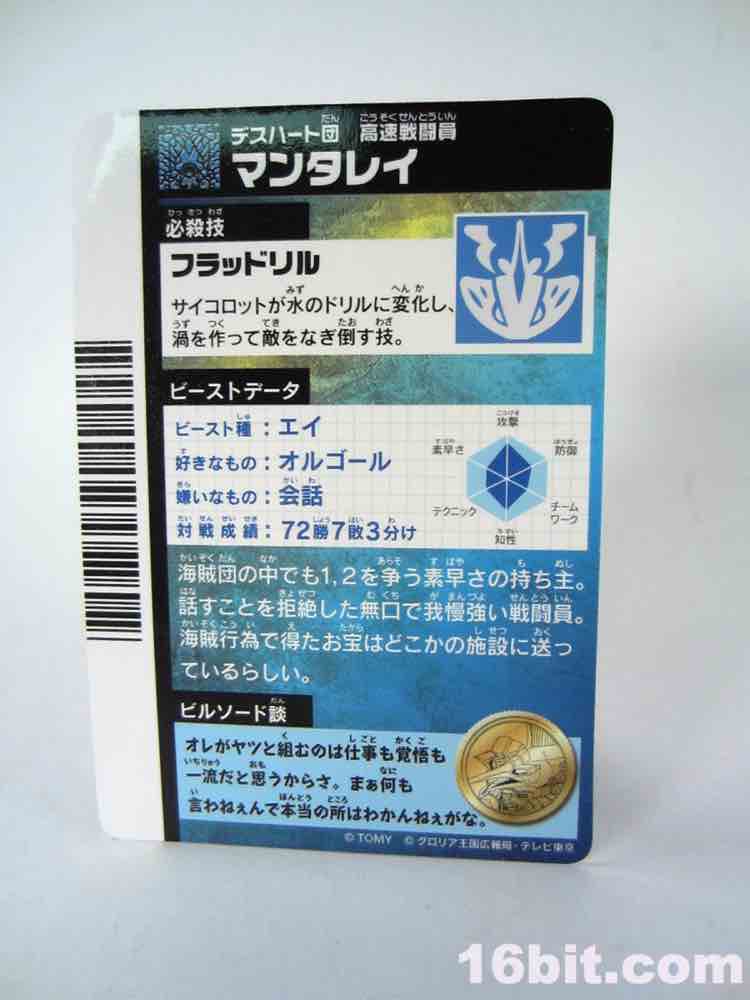 デスハート団 高速戦闘員
マンタレイ
必殺技
フラッドリル
サイコロットが水のドリルに変化し、
渦を作って敵をなぎ倒す技。
ビーストデータ
ビースト種：エイ
好きなもの：オルゴール
嫌いなもの：会話
対戦成績：72勝7敗3分け
攻撃
防御
チーム
ワーク
知性
テクニック
素早さ
海賊団の中でも1,2を争う素早さの持ち主。
話すことを拒絶した無口で我慢強い戦闘員。
海賊行為で得たお宝はどこかの施設に送っ
ているらしい。
ビルソード談
オレがヤツと組むのは仕事も覚悟も
一流だと思うからさ。まぁ何も
言わねぇんで本当の所はわかんねぇがな。
© TOMY © グロリア王国広報局・テレビ東京
16bit.com